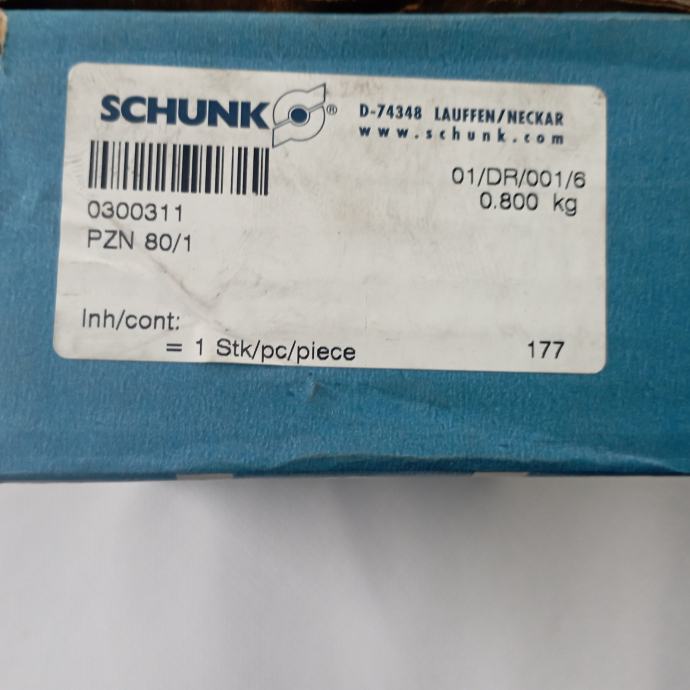 SCHUNK ® D-74348 LAUFFEN/NECKAR
www.schunk.com
01/DR/001/6
0300311 0.800 kg
PZN 80/1
Inh/cont:
= 1 Stk/pc/piece 177